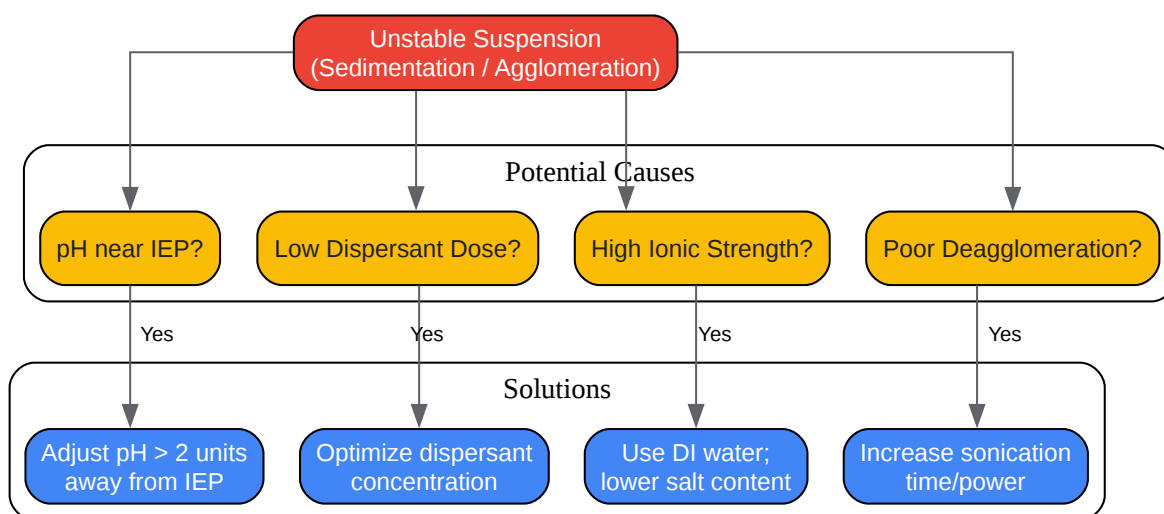 Unstable Suspension
(Sedimentation / Agglomeration)
Potential Causes
pH near IEP?
Low Dispersant Dose?
High Ionic Strength?
Poor Deagglomeration?
Yes
Yes
Yes
Yes
Solutions
Adjust pH > 2 units
away from IEP
Optimize dispersant
concentration
Use DI water;
lower salt content
Increase sonication
time/power